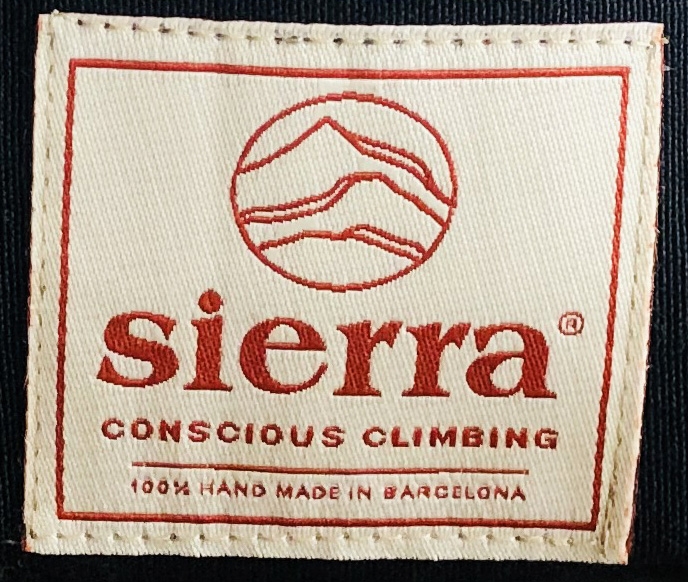 sierra®
CONSCIOUS CLIMBING
100% HAND MADE IN BARCELONA